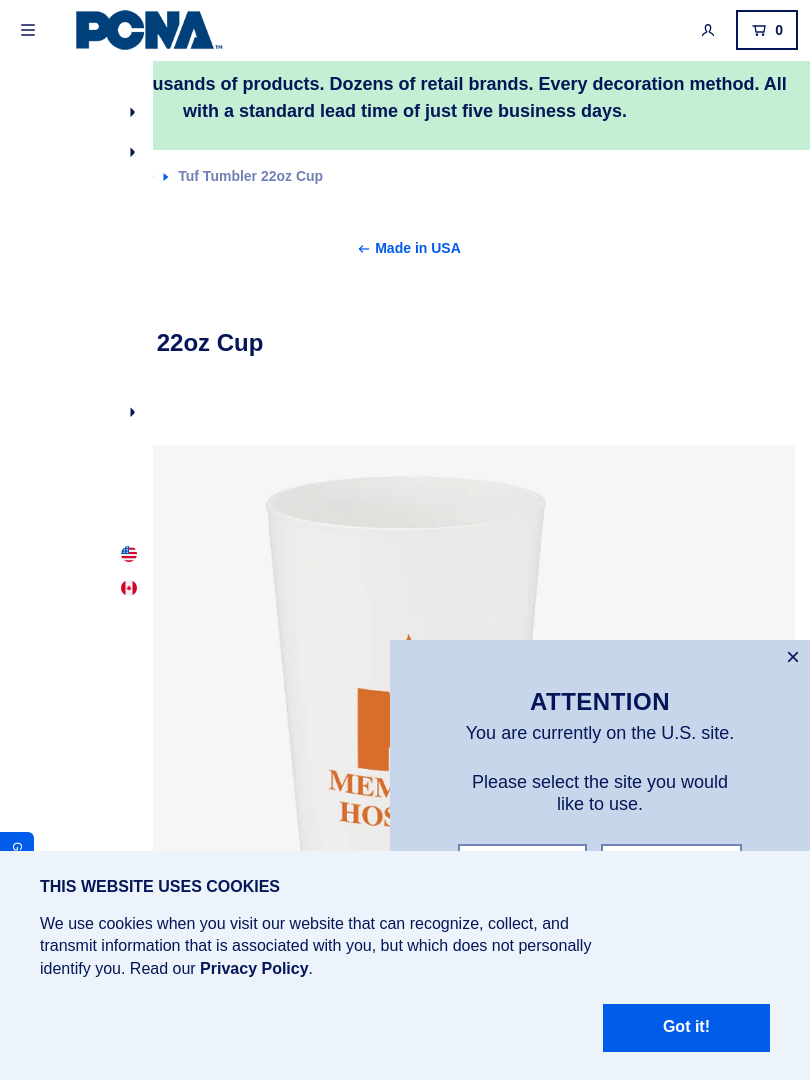 PCNA™
0
usands of products. Dozens of retail brands. Every decoration method. All
with a standard lead time of just five business days.
Tuf Tumbler 22oz Cup
Made in USA
22oz Cup
ATTENTION
You are currently on the U.S. site.
Please select the site you would
like to use.
MEM
HOS
G
THIS WEBSITE USES COOKIES
We use cookies when you visit our website that can recognize, collect, and
transmit information that is associated with you, but which does not personally
identify you. Read our Privacy Policy.
Got it!